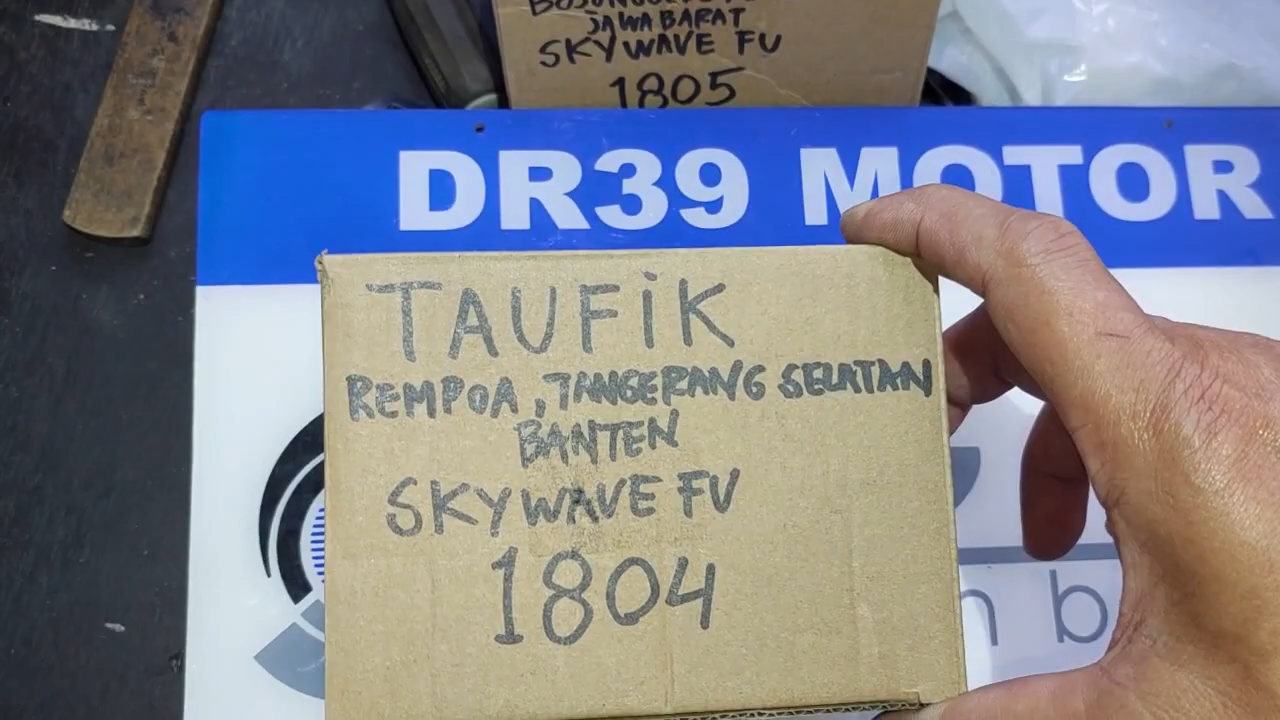 JAWA BARAT
SKYWAVE FU
1805
DR39 MOTOR
TAUFiK
REMPOA, TANGERANG SELATAN
BANTEN
SKYWAVE FU
1804
b